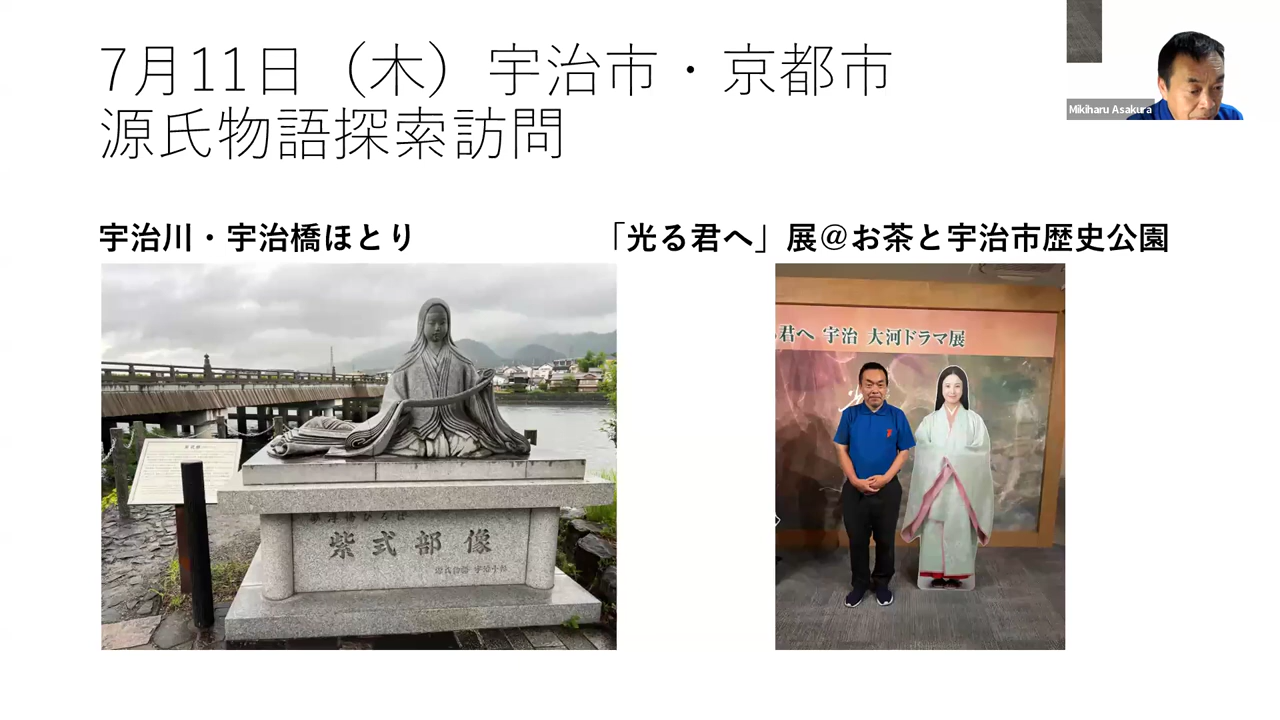 7月11日（木）宇治市・京都市
源氏物語探索訪問
Mikiharu Asakura
宇治川・宇治橋ほとり
「光る君へ」展＠お茶と宇治市歴史公園
君へ 宇治 大河ドラマ展
紫式部像